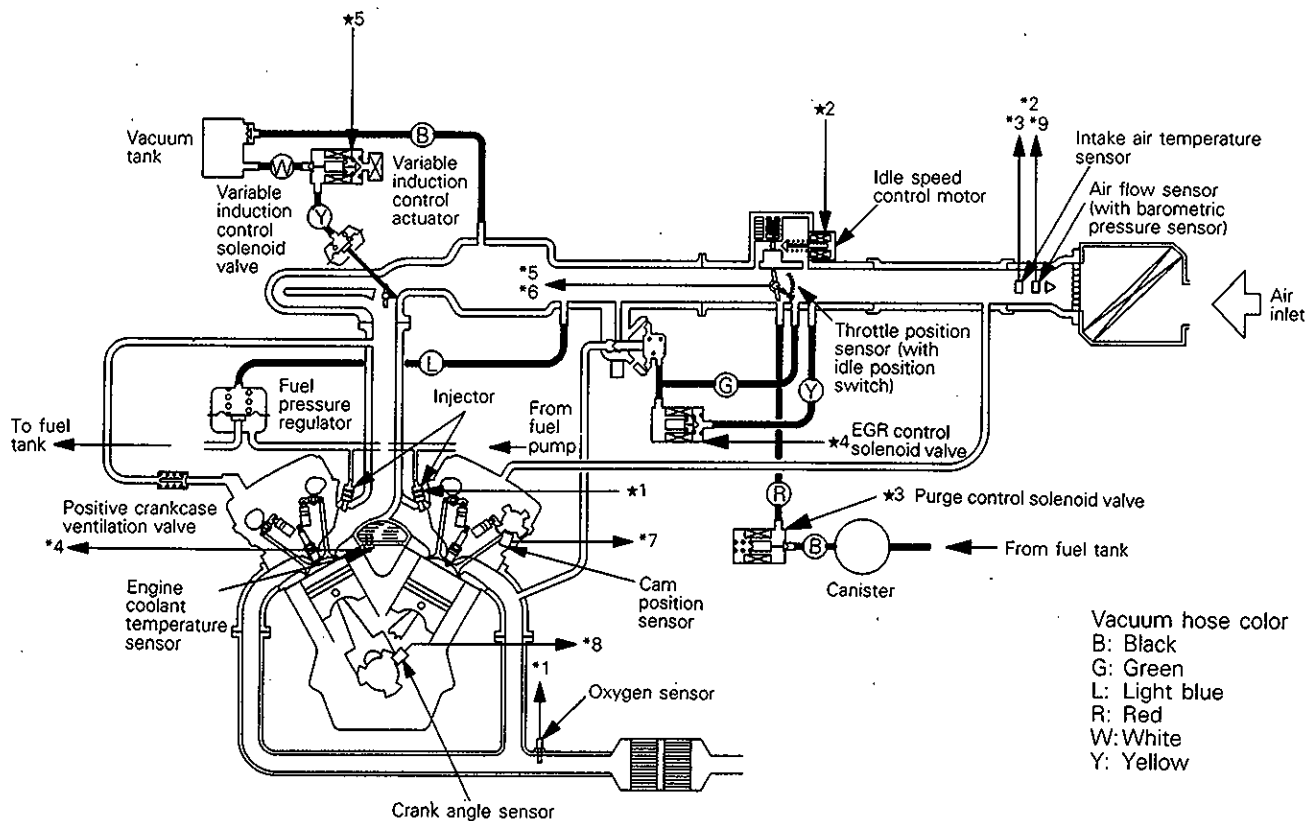 ★5
Vacuum
tank
B
W
Variable
induction
control
solenoid
valve
Variable
induction
control
actuator
Y
★2
Idle speed
control motor
*2
*3 *9
Intake air temperature
sensor
Air flow sensor
(with barometric
pressure sensor)
Air
inlet
*5
*6
Throttle position
sensor (with
idle position
switch)
L
G
Y
Fuel
pressure
regulator
Injector
From
fuel
pump
To fuel
tank
★4 EGR control
solenoid valve
★1
R
★3 Purge control solenoid valve
Positive crankcase
ventilation valve
*4
*7
B
From fuel tank
Canister
Engine
coolant
temperature
sensor
Cam
position
sensor
*8
*1
Oxygen sensor
Crank angle sensor
Vacuum hose color
B: Black
G: Green
L: Light blue
R: Red
W: White
Y: Yellow